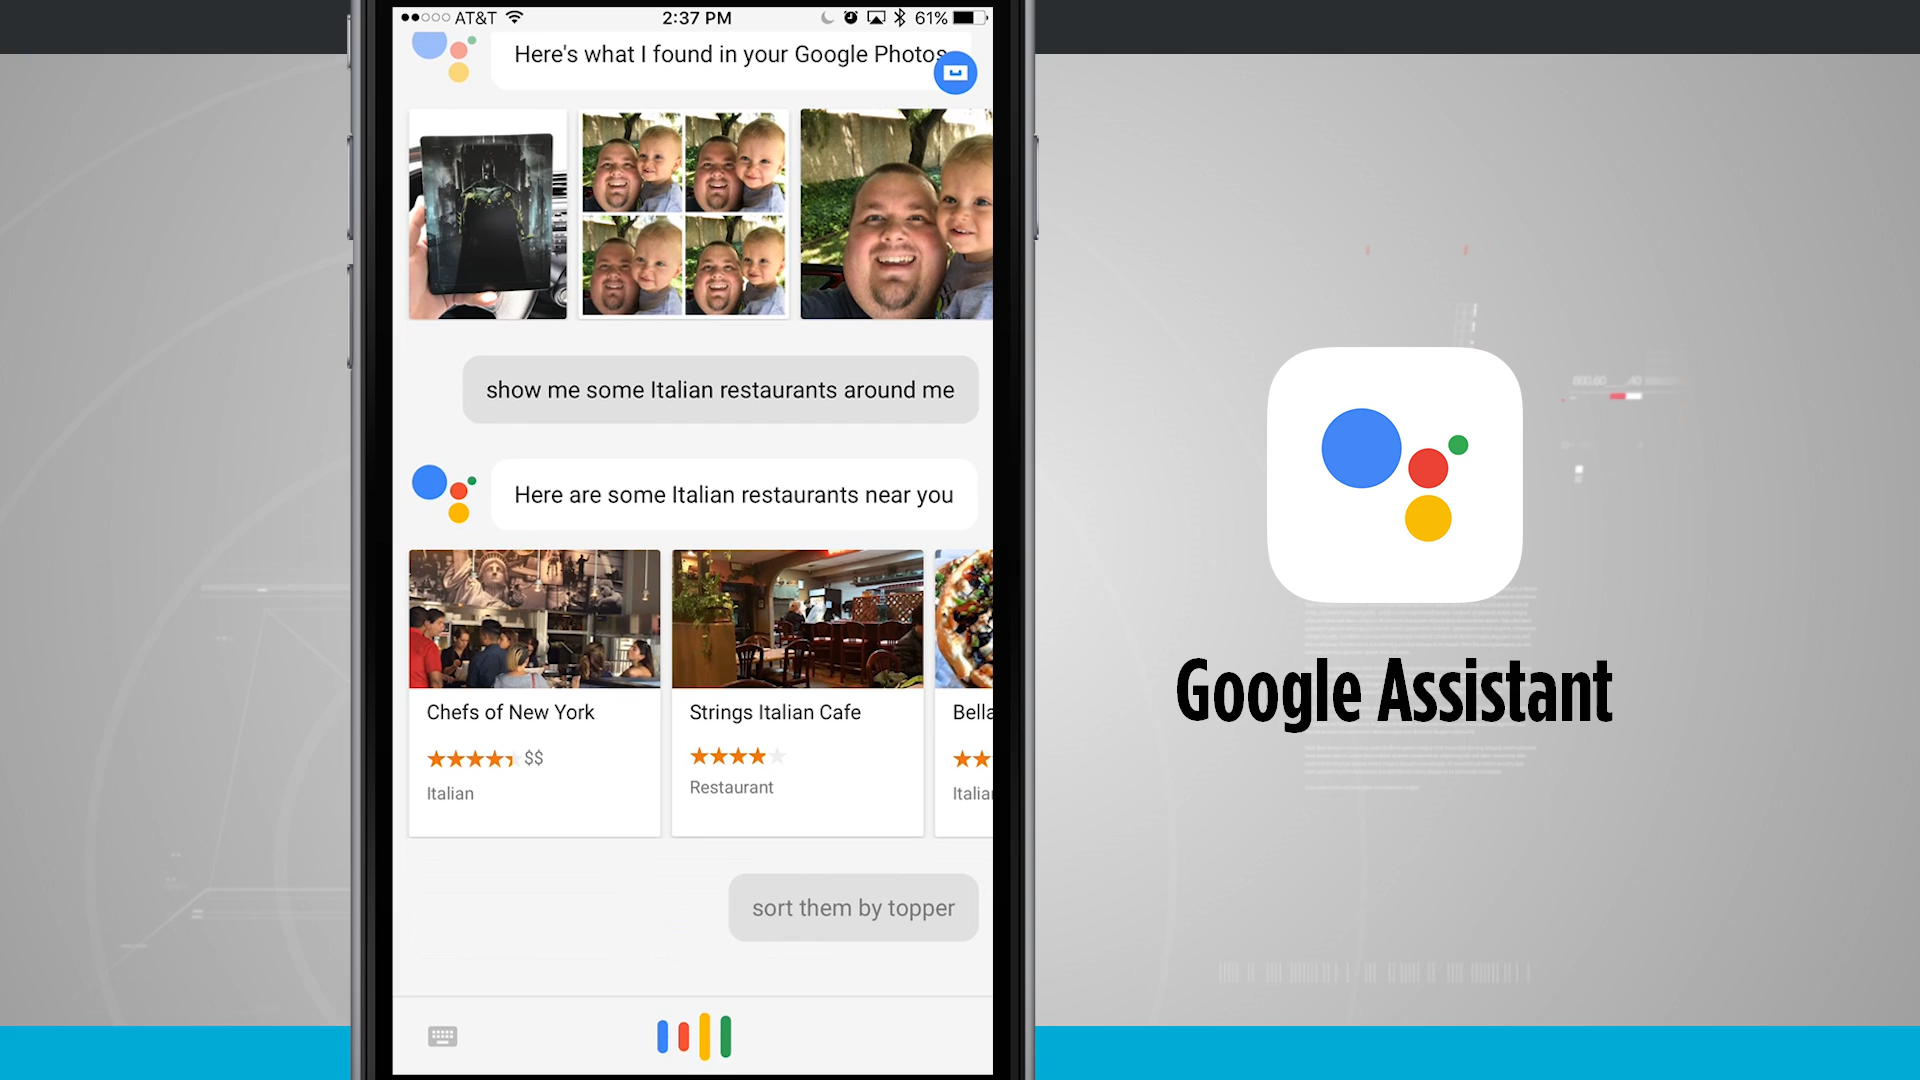 AT&T 2:37 PM 61%
Here's what I found in your Google Photos
show me some Italian restaurants around me
Here are some Italian restaurants near you
Chefs of New York
$$
Italian
Strings Italian Cafe
Restaurant
Bella
Italian
sort them by topper
Google Assistant